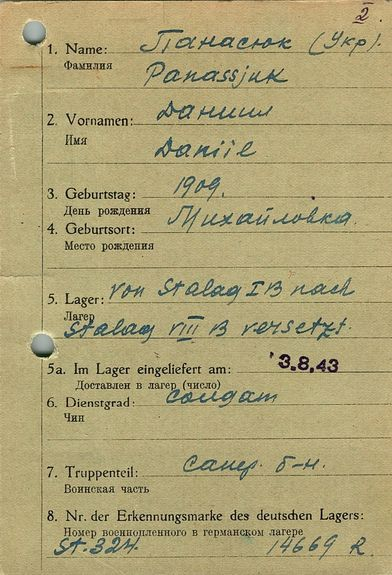 2
1. Name: Панасюк (Укр).
Фамилия
Panassjuk
2. Vornamen: Даниил
Имя
Daniil
3. Geburtstag: 1909.
День рождения
4. Geburtsort: Михайловка
Место рождения
5. Lager: von Stalag I B nach
Лагер
Stalag VIII B versetzt.
5a. Im Lager eingeliefert am: 3.8.43
Доставлен в лагер (число)
6. Dienstgrad: солдат
Чин
7. Truppenteil: Сапер. б-н.
Воинская часть
8. Nr. der Erkennungsmarke des deutschen Lagers:
Номер военнопленного в германском лагере
St. 324. 14669